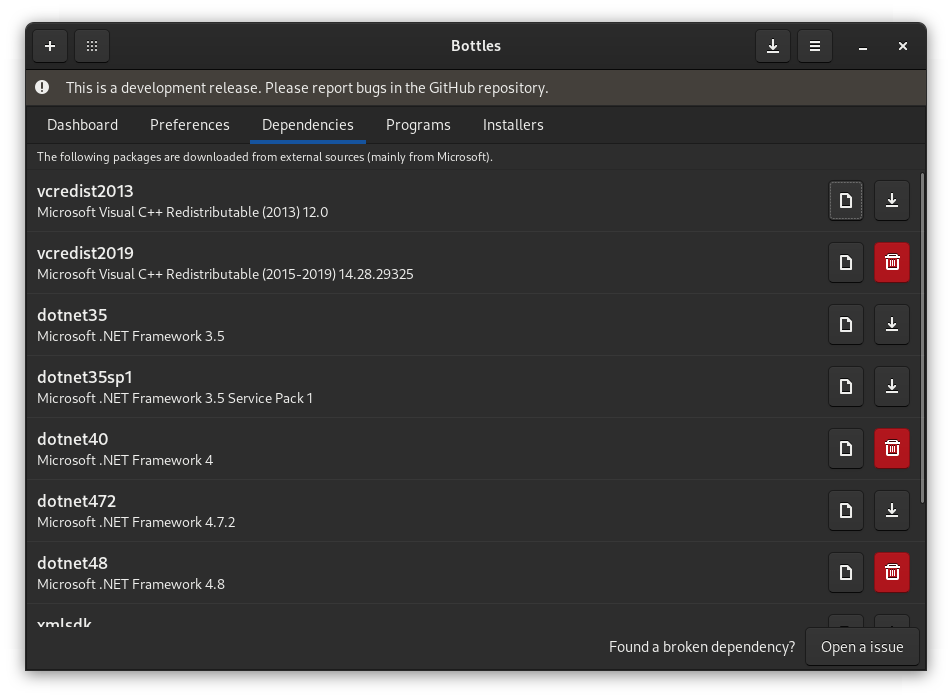 Bottles
This is a development release. Please report bugs in the GitHub repository.
Dashboard Preferences Dependencies Programs Installers
The following packages are downloaded from external sources (mainly from Microsoft).
vcredist2013
Microsoft Visual C++ Redistributable (2013) 12.0
vcredist2019
Microsoft Visual C++ Redistributable (2015-2019) 14.28.29325
dotnet35
Microsoft .NET Framework 3.5
dotnet35sp1
Microsoft .NET Framework 3.5 Service Pack 1
dotnet40
Microsoft .NET Framework 4
dotnet472
Microsoft .NET Framework 4.7.2
dotnet48
Microsoft .NET Framework 4.8
xmlsdk
Found a broken dependency? Open a issue